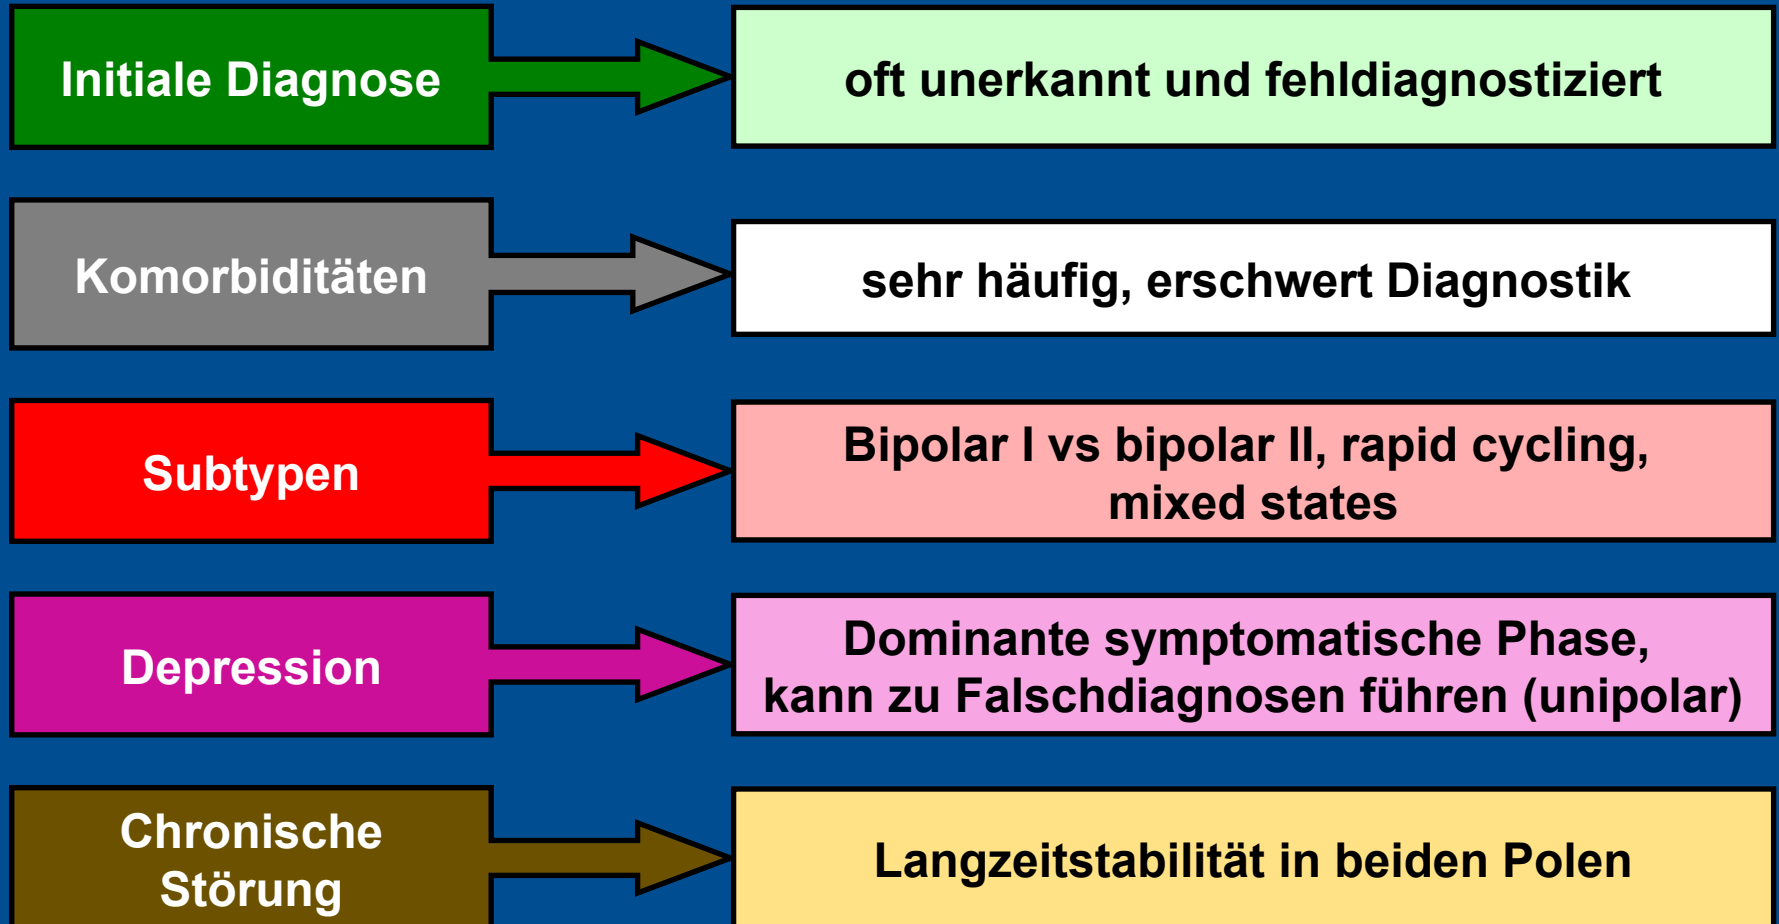 Initiale Diagnose
oft unerkannt und fehldiagnostiziert
Komorbiditäten
sehr häufig, erschwert Diagnostik
Subtypen
Bipolar I vs bipolar II, rapid cycling,
mixed states
Depression
Dominante symptomatische Phase,
kann zu Falschdiagnosen führen (unipolar)
Chronische
Störung
Langzeitstabilität in beiden Polen